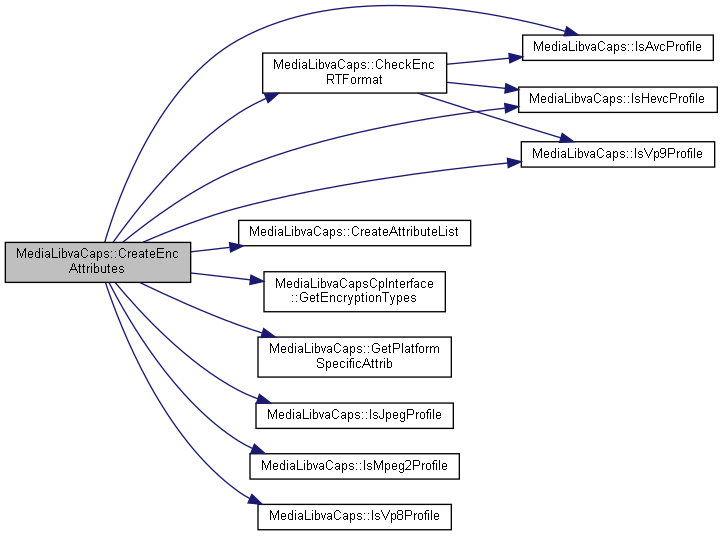 MediaLibvaCaps::CreateEnc
Attributes
MediaLibvaCaps::CheckEnc
RTFormat
MediaLibvaCaps::IsAvcProfile
MediaLibvaCaps::IsHevcProfile
MediaLibvaCaps::IsVp9Profile
MediaLibvaCaps::CreateAttributeList
MediaLibvaCapsCpInterface
::GetEncryptionTypes
MediaLibvaCaps::GetPlatform
SpecificAttrib
MediaLibvaCaps::IsJpegProfile
MediaLibvaCaps::IsMpeg2Profile
MediaLibvaCaps::IsVp8Profile